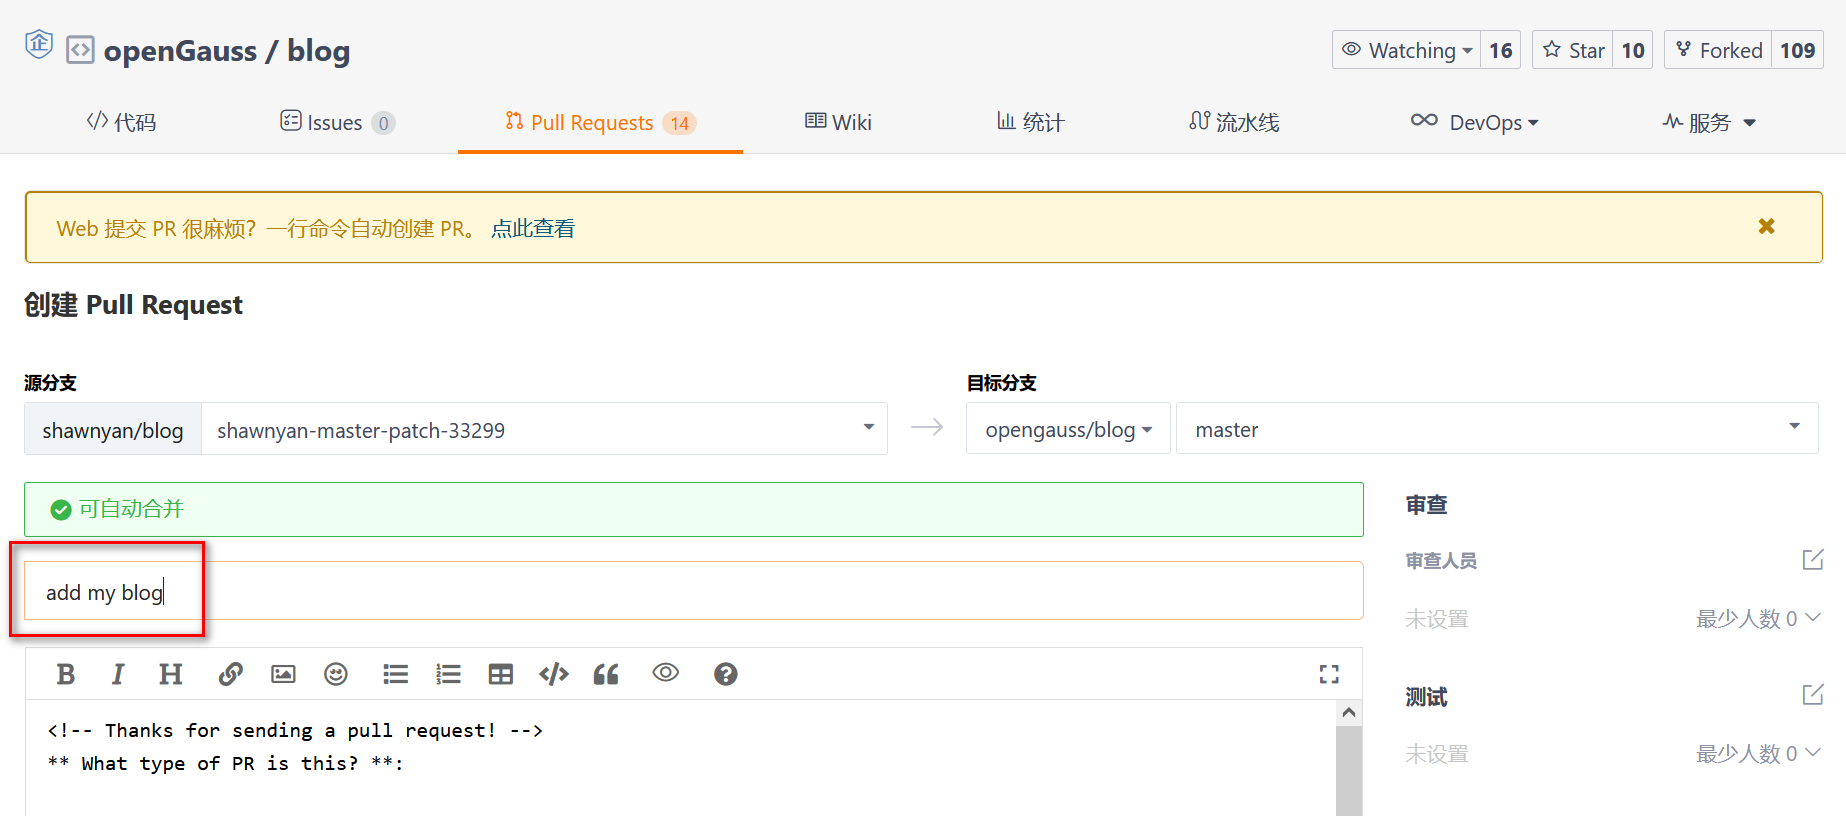 企 openGauss / blog
Watching 16 Star 10 Forked 109
代码 Issues 0 Pull Requests 14 Wiki 统计 流水线 DevOps 服务
Web 提交 PR 很麻烦？一行命令自动创建 PR。 点此查看
创建 Pull Request
源分支 目标分支
shawnyan/blog shawnyan-master-patch-33299 opengauss/blog master
可自动合并
审查
审查人员
add my blog
未设置 最少人数 0
B I H
测试
<!-- Thanks for sending a pull request! -->
** What type of PR is this? **:
未设置 最少人数 0